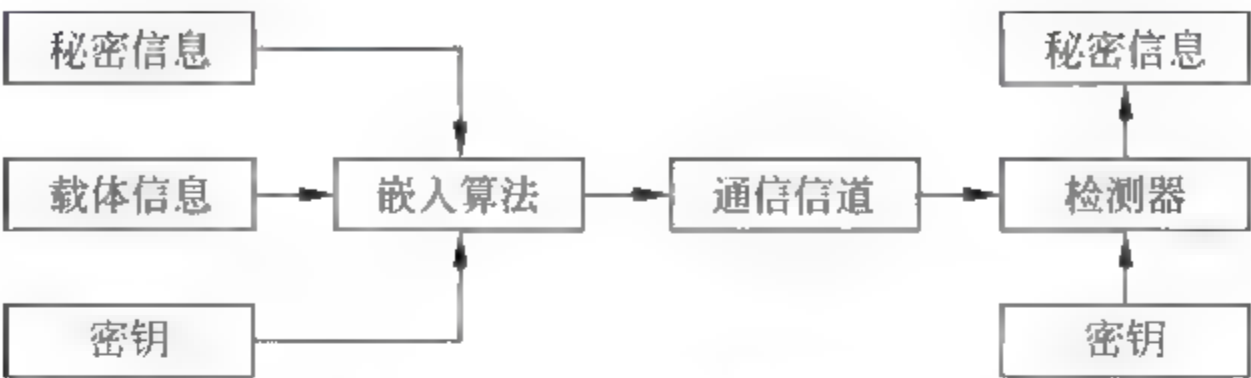 秘密信息
秘密信息
载体信息
嵌入算法
通信信道
检测器
密钥
密钥